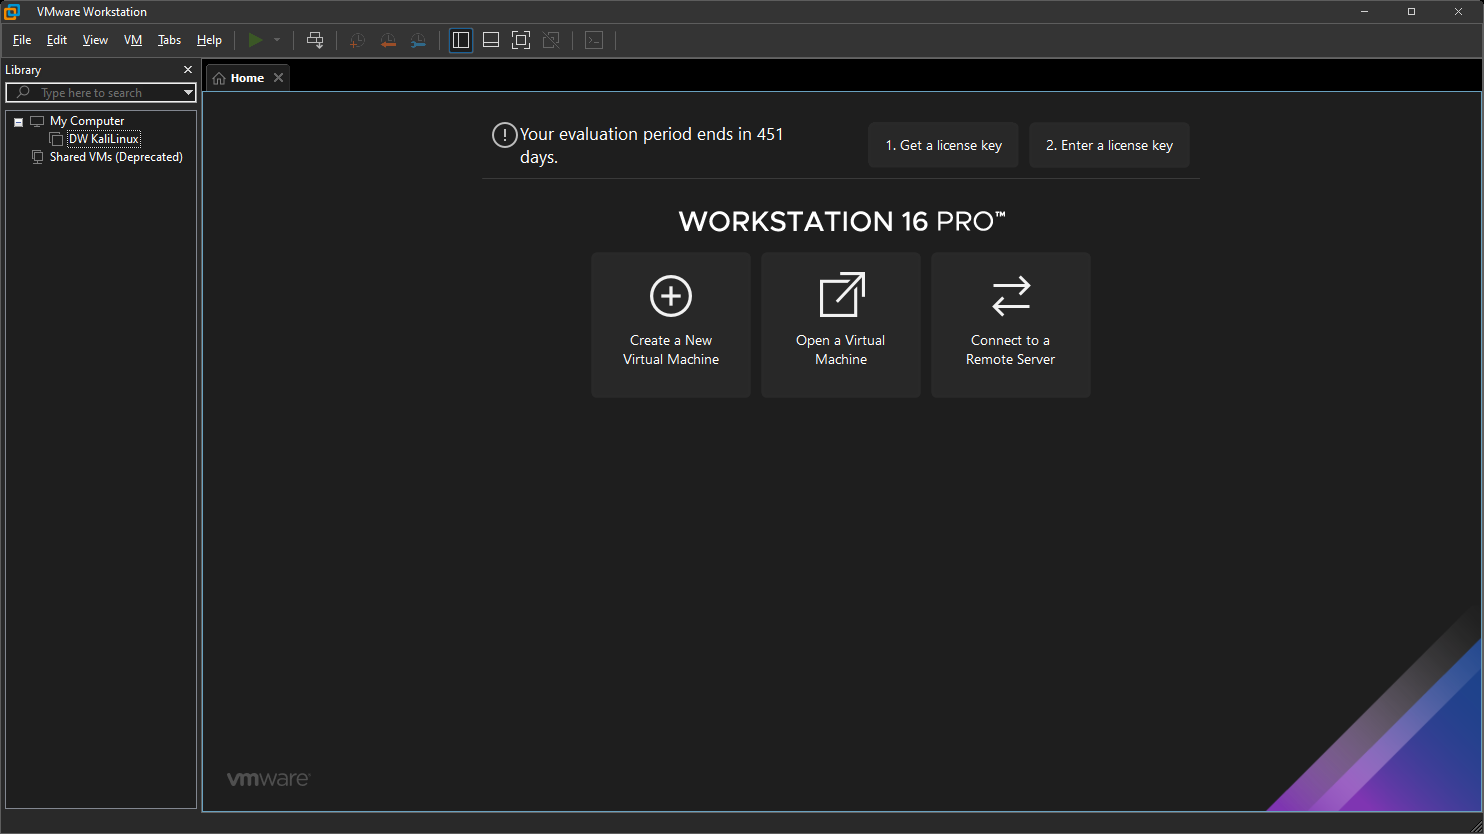 VMware Workstation
File Edit View VM Tabs Help
Library
Type here to search
My Computer
DW KaliLinux
Shared VMs (Deprecated)
Home
Your evaluation period ends in 451
days.
1. Get a license key
2. Enter a license key
WORKSTATION 16 PRO™
Create a New
Virtual Machine
Open a Virtual
Machine
Connect to a
Remote Server
vmware